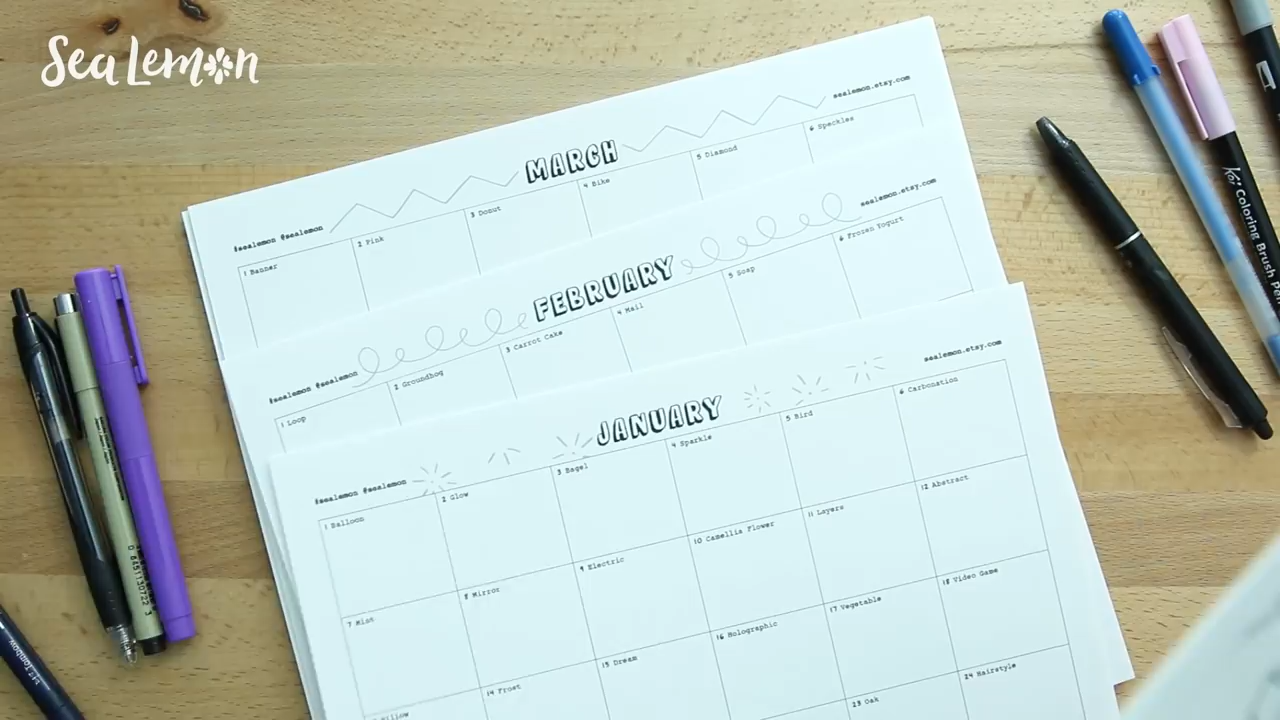 Sea Lemon
MARCH
sealemon.etsy.com
#sealemon @sealemon
1 Banner
2 Pink
3 Donut
4 Bike
5 Diamond
6 Speckles
FEBRUARY
sealemon.etsy.com
#sealemon @sealemon
1 Loop
2 Groundhog
3 Carrot Cake
4 Mail
5 Soap
6 Frozen Yogurt
JANUARY
sealemon.etsy.com
#sealemon @sealemon
1 Balloon
2 Glow
3 Bagel
4 Sparkle
5 Bird
6 Carbonation
7 Mist
8 Mirror
9 Electric
10 Camellia Flower
11 Layers
12 Abstract
14 Frost
15 Dream
16 Holographic
17 Vegetable
18 Video Game
23 Oak
24 Hairstyle
Koi Coloring Brush Pen
Tombow